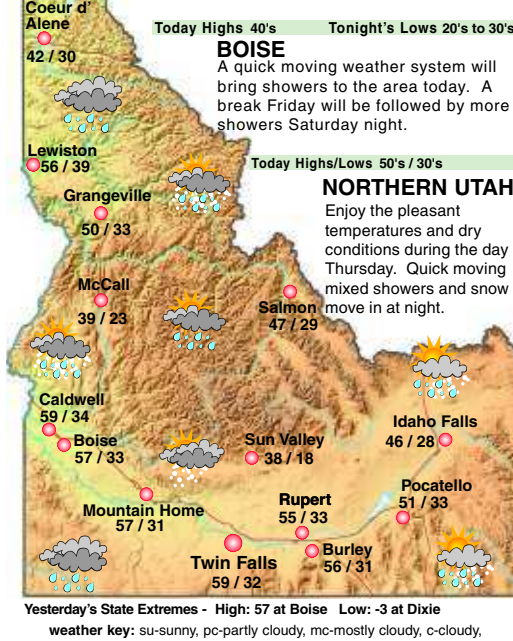 Coeur d'
Alene
42 / 30
Today Highs 40's Tonight's Lows 20's to 30's
BOISE
A quick moving weather system will
bring showers to the area today. A
break Friday will be followed by more
showers Saturday night.
Lewiston
56 / 39
Today Highs/Lows 50's / 30's
Grangeville
50 / 33
NORTHERN UTAH
Enjoy the pleasant
temperatures and dry
conditions during the day
Thursday. Quick moving
mixed showers and snow
move in at night.
McCall
39 / 23
Salmon
47 / 29
Caldwell
59 / 34
Boise
57 / 33
Sun Valley
38 / 18
Idaho Falls
46 / 28
Mountain Home
57 / 31
Rupert
55 / 33
Pocatello
51 / 33
Twin Falls
59 / 32
Burley
56 / 31
Yesterday's State Extremes - High: 57 at Boise Low: -3 at Dixie
weather key: su-sunny, pc-partly cloudy, mc-mostly cloudy, c-cloudy,